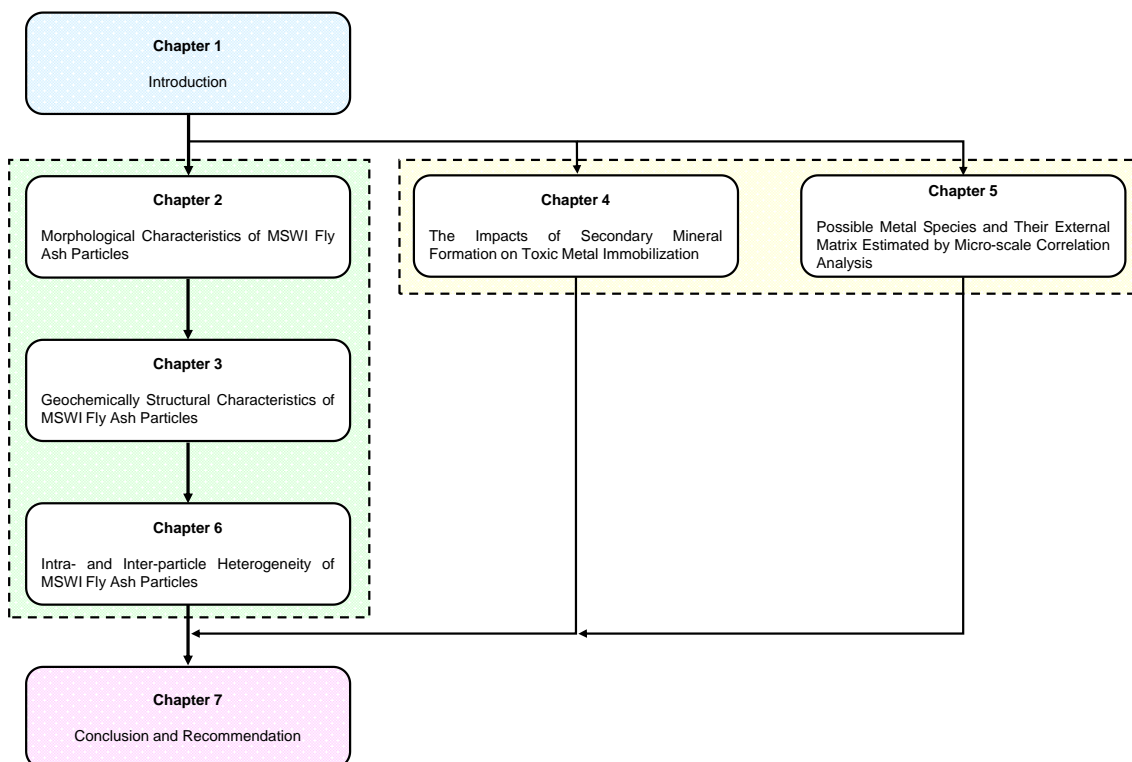 Chapter 1
Introduction
Chapter 2
Morphological Characteristics of MSWI Fly
Ash Particles
Chapter 4
The Impacts of Secondary Mineral
Formation on Toxic Metal Immobilization
Chapter 5
Possible Metal Species and Their External
Matrix Estimated by Micro-scale Correlation
Analysis
Chapter 3
Geochemically Structural Characteristics of
MSWI Fly Ash Particles
Chapter 6
Intra- and Inter-particle Heterogeneity of
MSWI Fly Ash Particles
Chapter 7
Conclusion and Recommendation